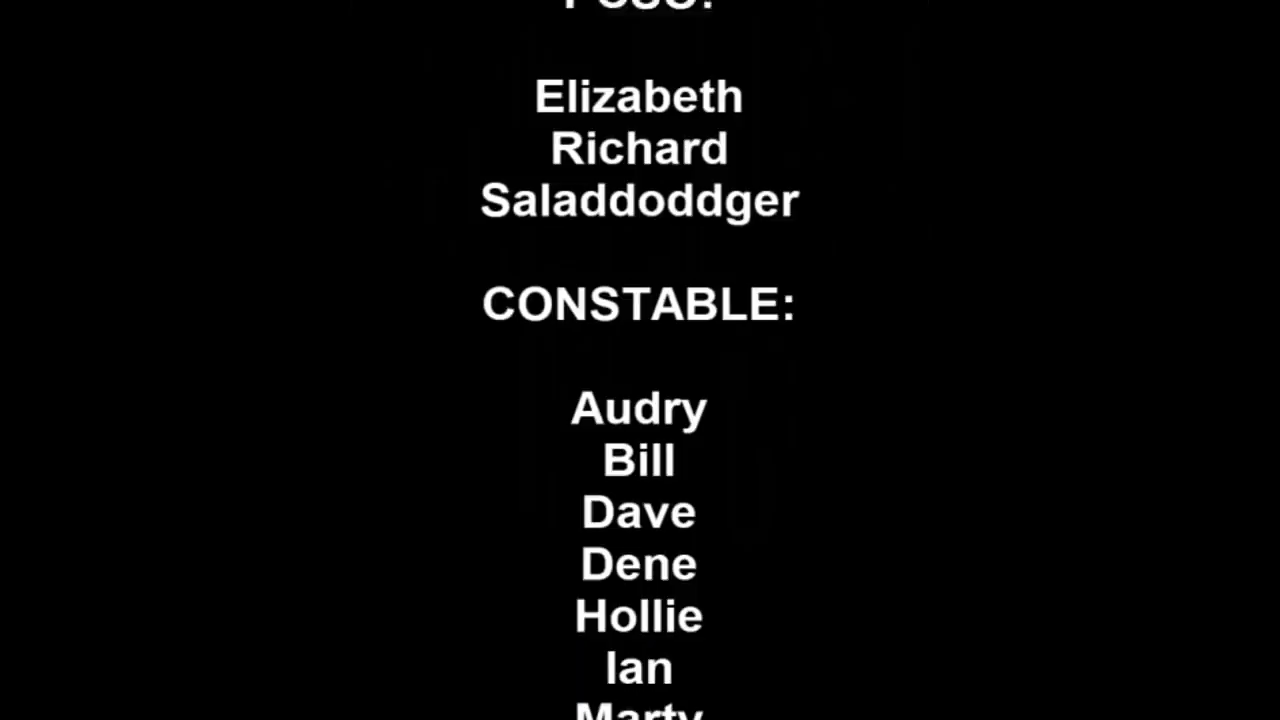 Elizabeth
Richard
Saladdoddger
CONSTABLE:
Audry
Bill
Dave
Dene
Hollie
Ian
Marty